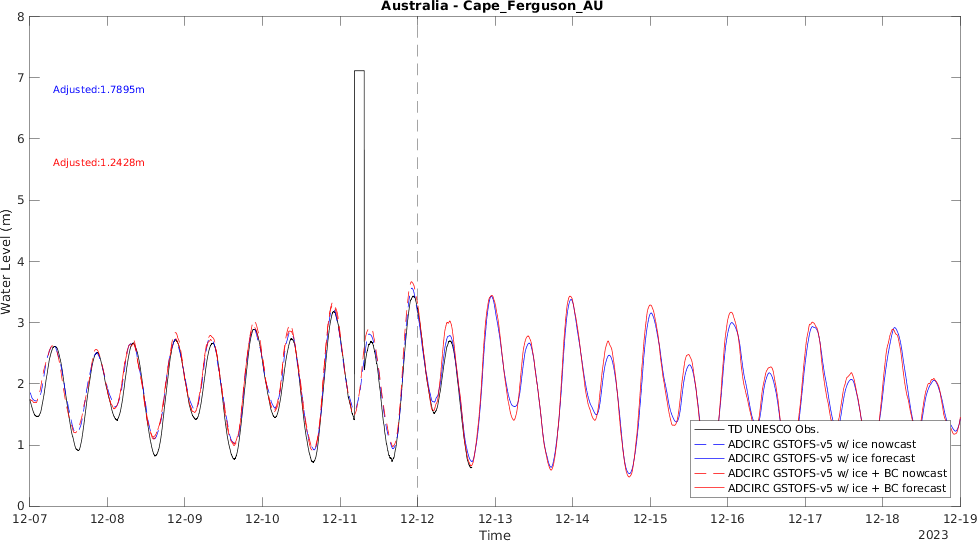 Australia - Cape_Ferguson_AU
8
7
6
5
4
3
2
1
0
Water Level (m)
Adjusted:1.7895m
Adjusted:1.2428m
TD UNESCO Obs.
ADCIRC GSTOFS-v5 w/ ice nowcast
ADCIRC GSTOFS-v5 w/ ice forecast
ADCIRC GSTOFS-v5 w/ ice + BC nowcast
ADCIRC GSTOFS-v5 w/ ice + BC forecast
12-07 12-08 12-09 12-10 12-11 12-12 12-13 12-14 12-15 12-16 12-17 12-18 12-19
Time
2023